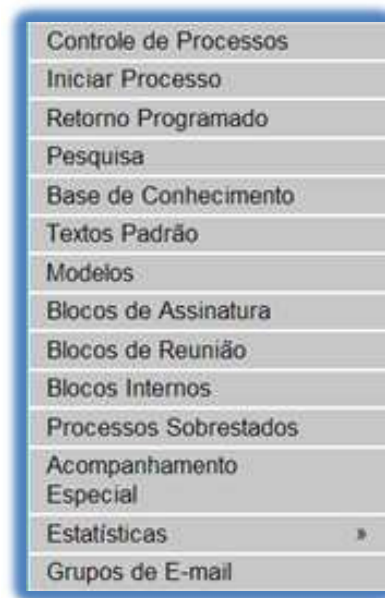 Controle de Processos
Iniciar Processo
Retorno Programado
Pesquisa
Base de Conhecimento
Textos Padrão
Modelos
Blocos de Assinatura
Blocos de Reunião
Blocos Internos
Processos Sobrestados
Acompanhamento
Especial
Estatísticas »
Grupos de E-mail